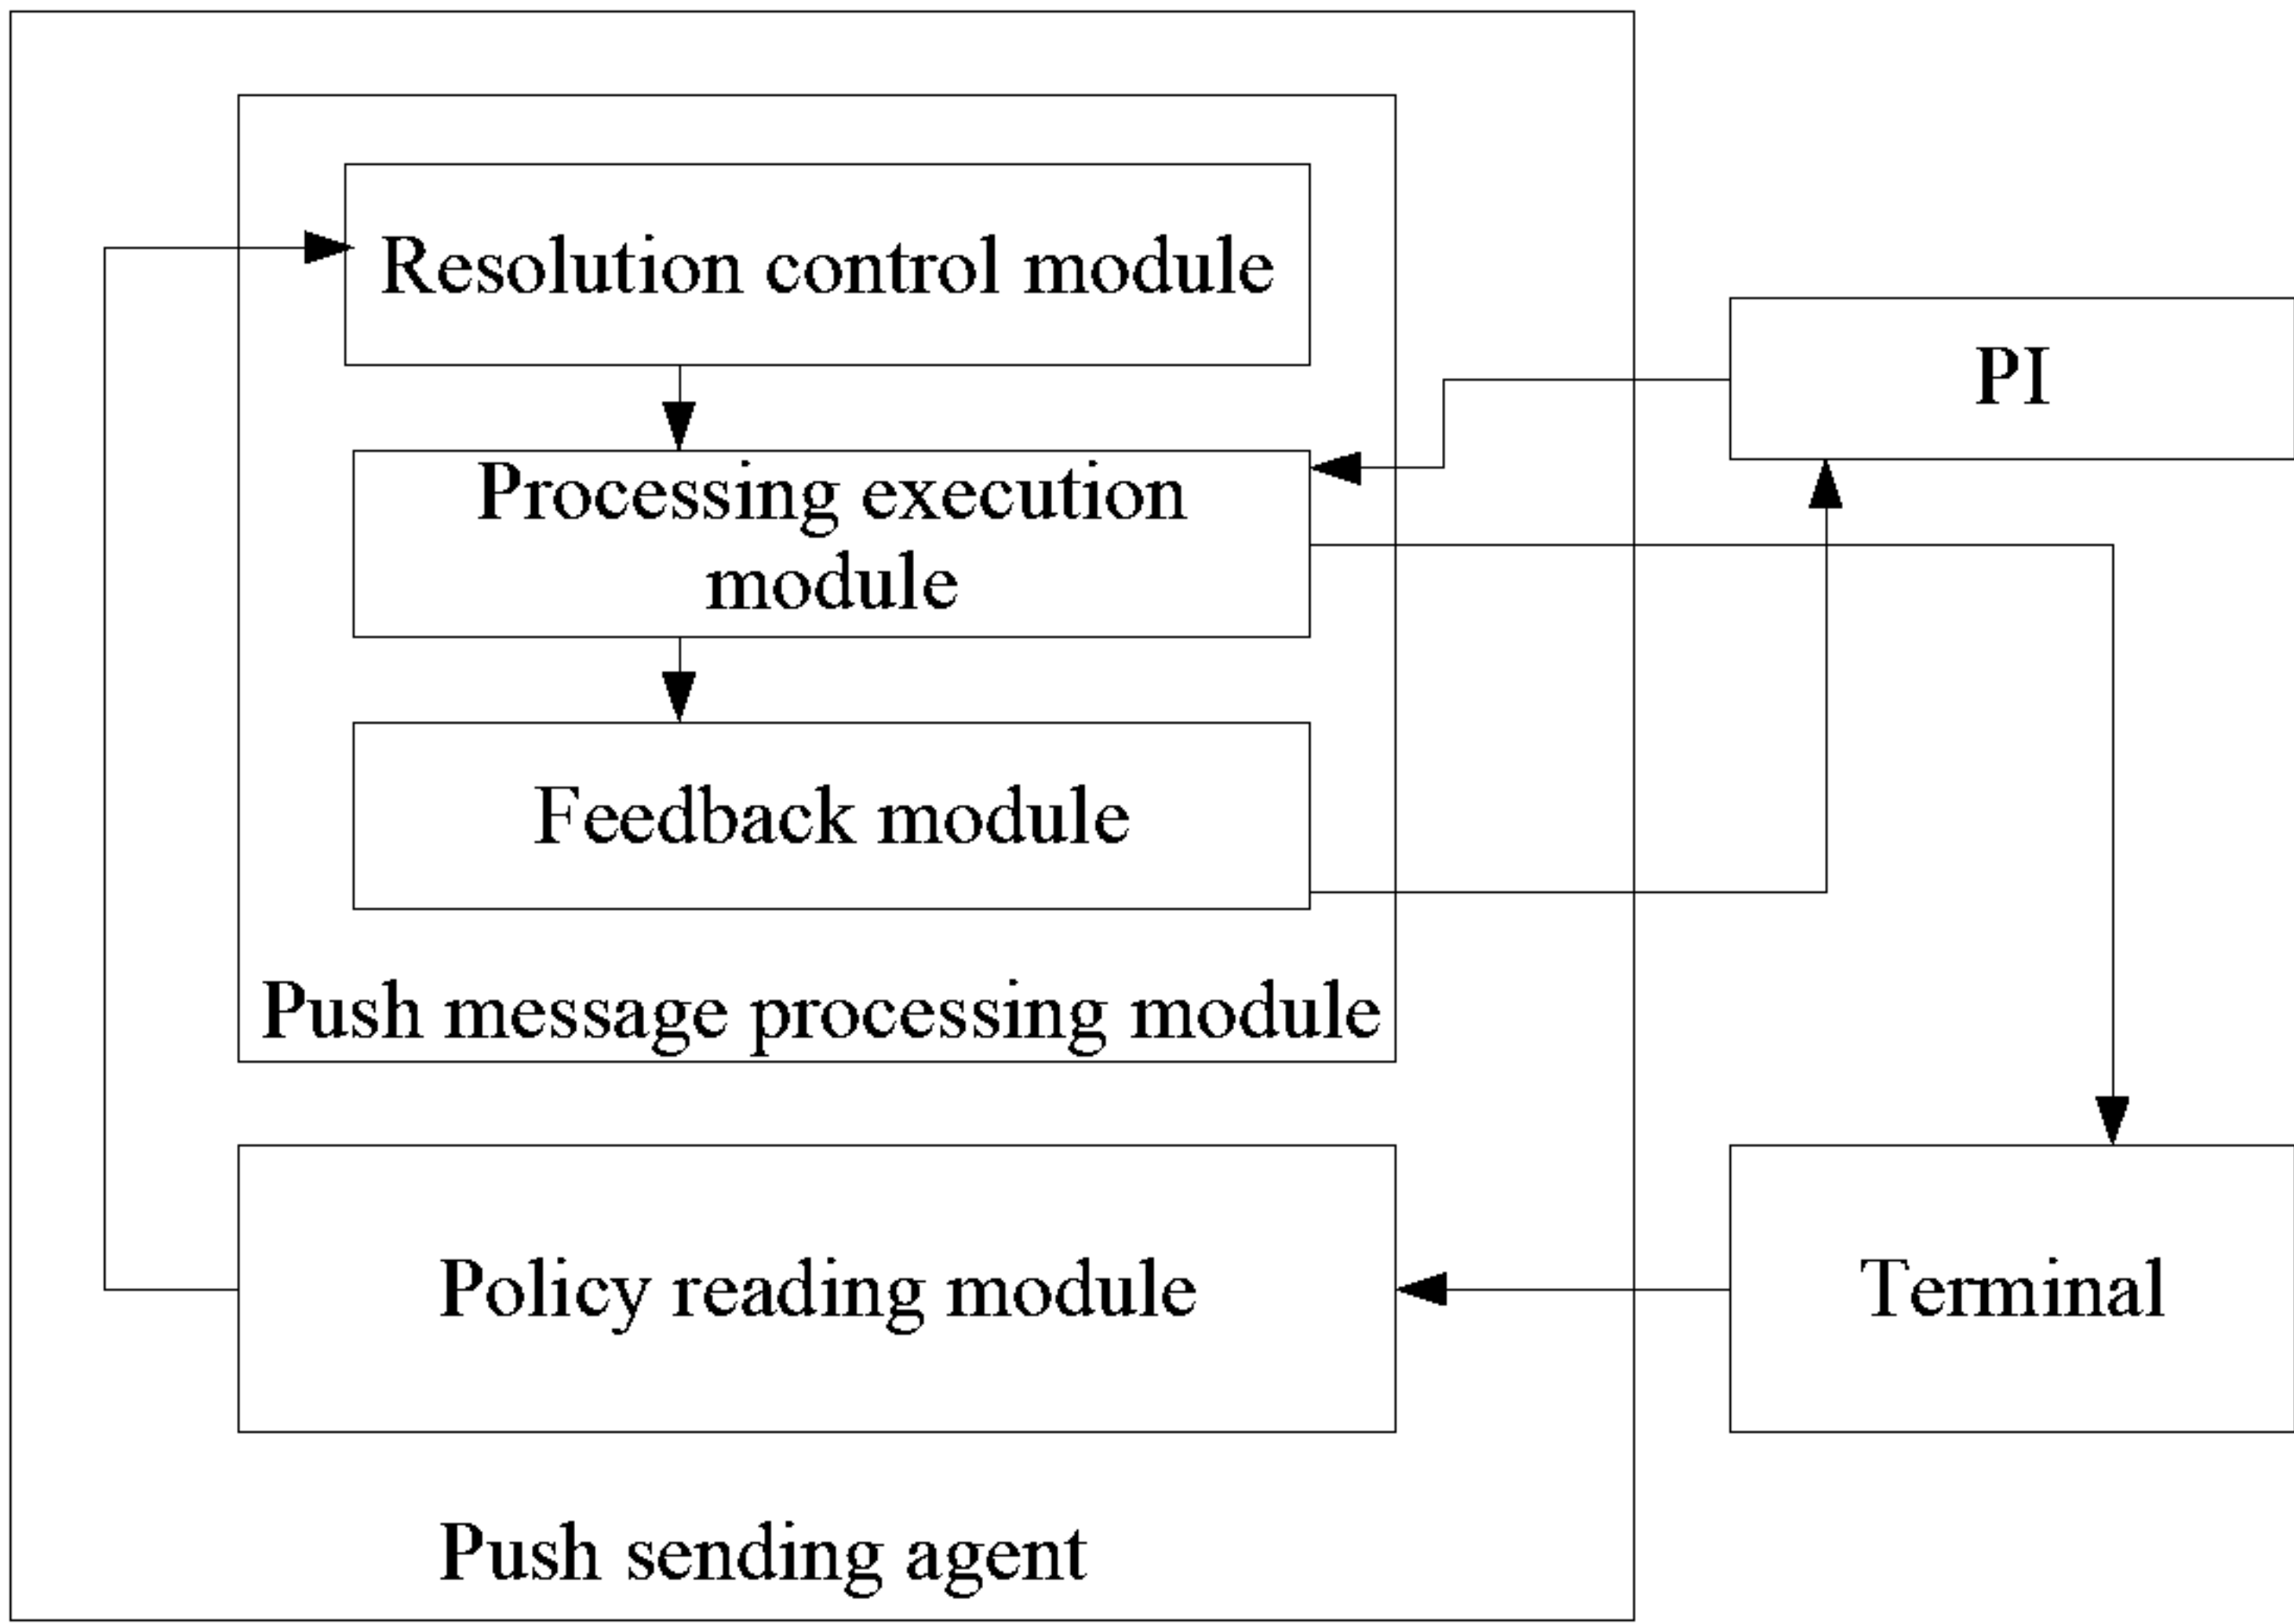 Resolution control module
PI
Processing execution
module
Feedback module
Push message processing module
Policy reading module
Terminal
Push sending agent